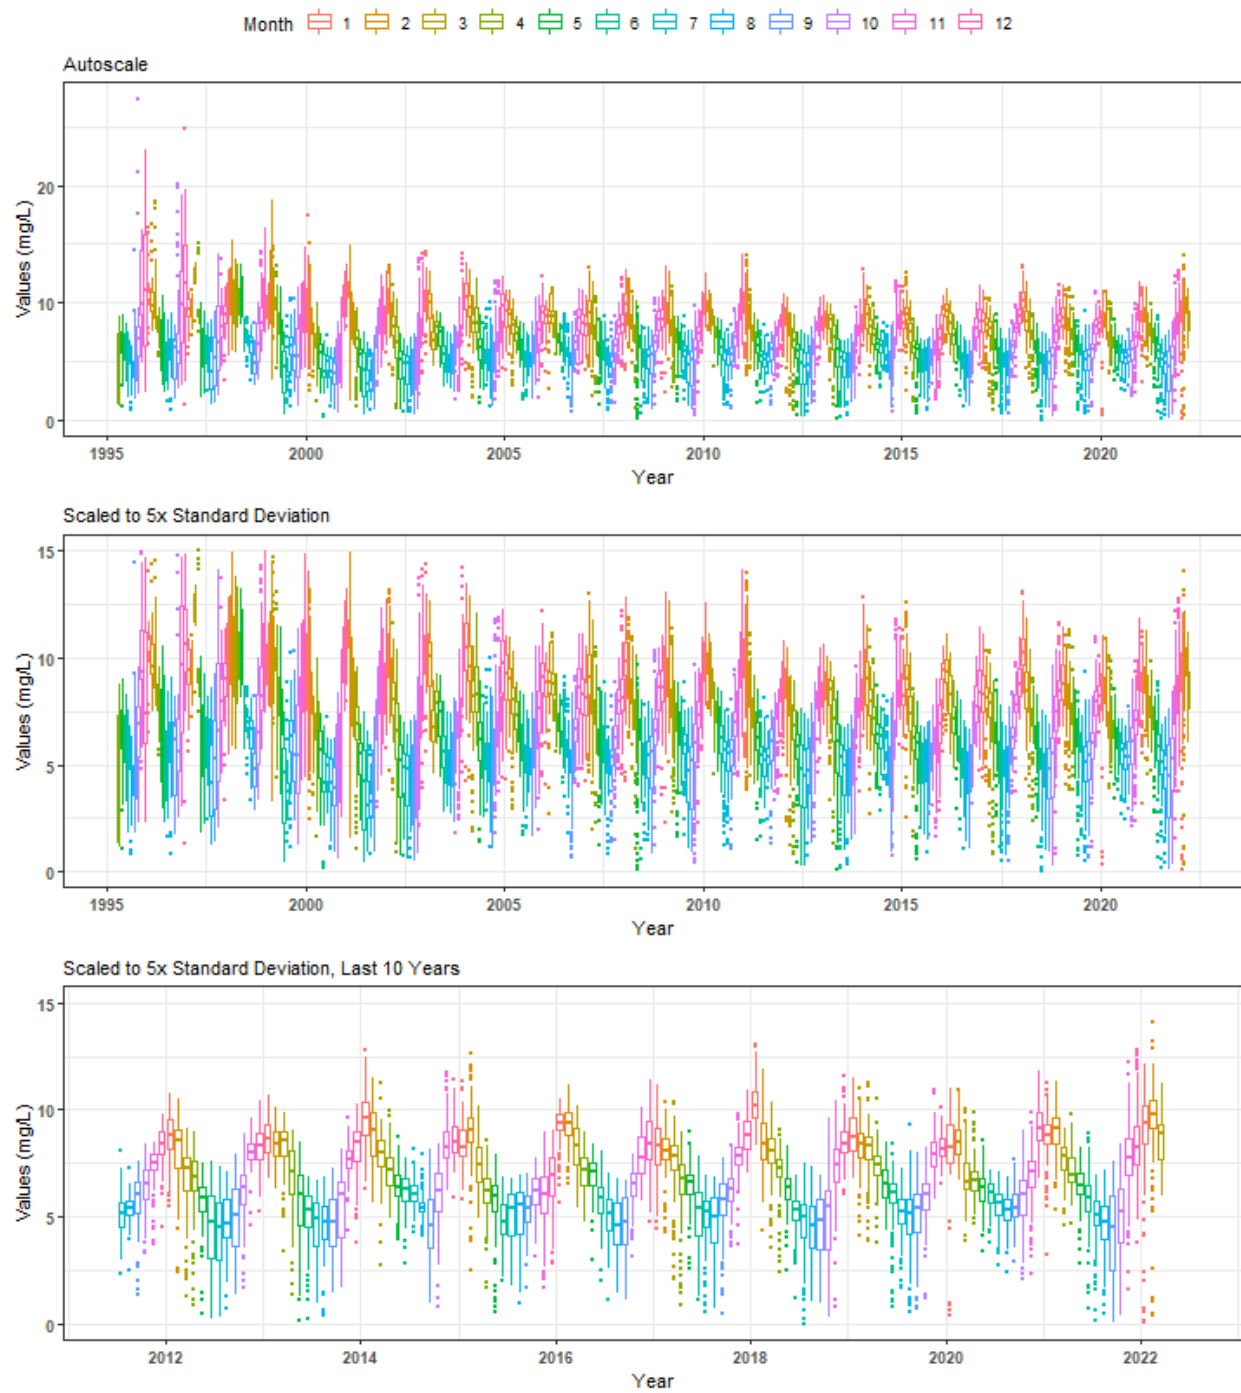 Month 1 2 3 4 5 6 7 8 9 10 11 12
Autoscale
Values (mg/L)
20
10
0
1995 2000 2005 2010 2015 2020
Year
Scaled to 5x Standard Deviation
Values (mg/L)
15
10
5
0
1995 2000 2005 2010 2015 2020
Year
Scaled to 5x Standard Deviation, Last 10 Years
Values (mg/L)
15
10
5
0
2012 2014 2016 2018 2020 2022
Year